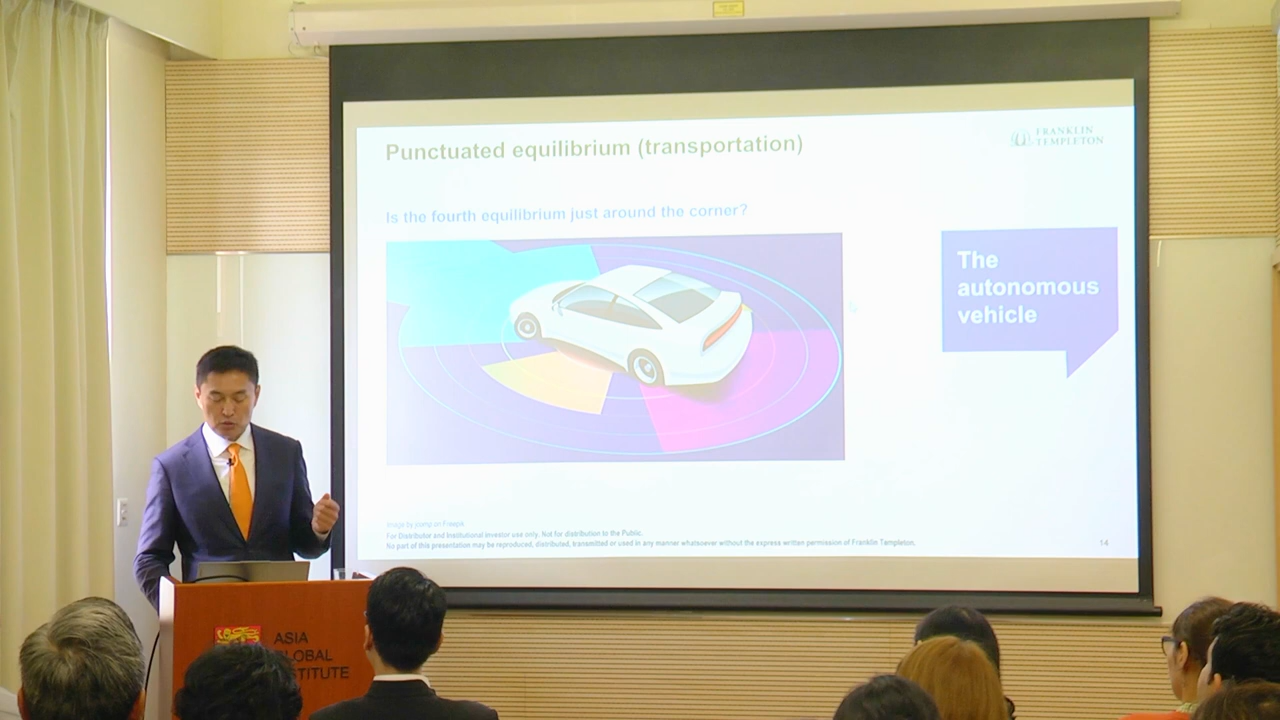 Punctuated equilibrium (transportation)
FRANKLIN
TEMPLETON
Is the fourth equilibrium just around the corner?
The
autonomous
vehicle
Image by jcomp on Freepik
For Distributor and Institutional Investor use only. Not for distribution to the Public.
No part of this presentation may be reproduced, distributed, transmitted or used in any manner whatsoever without the express written permission of Franklin Templeton.
14
ASIA
GLOBAL
INSTITUTE